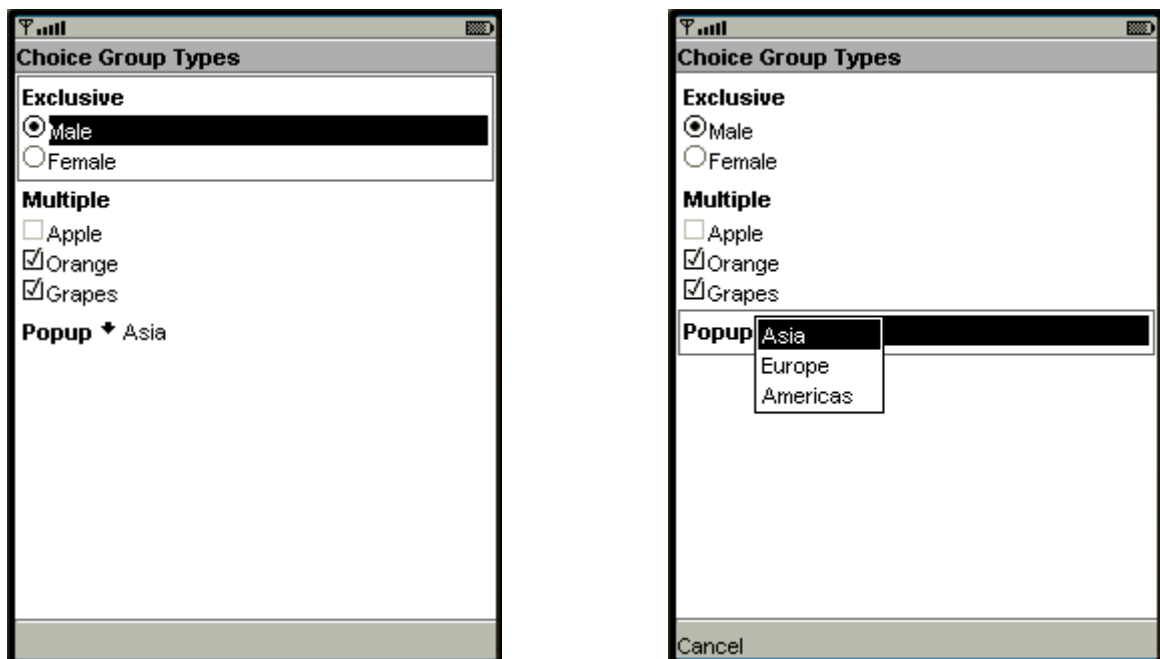 Choice Group Types
Exclusive
Male
Female
Multiple
Apple
Orange
Grapes
Popup Asia
Choice Group Types
Exclusive
Male
Female
Multiple
Apple
Orange
Grapes
Popup Asia
Europe
Americas
Cancel